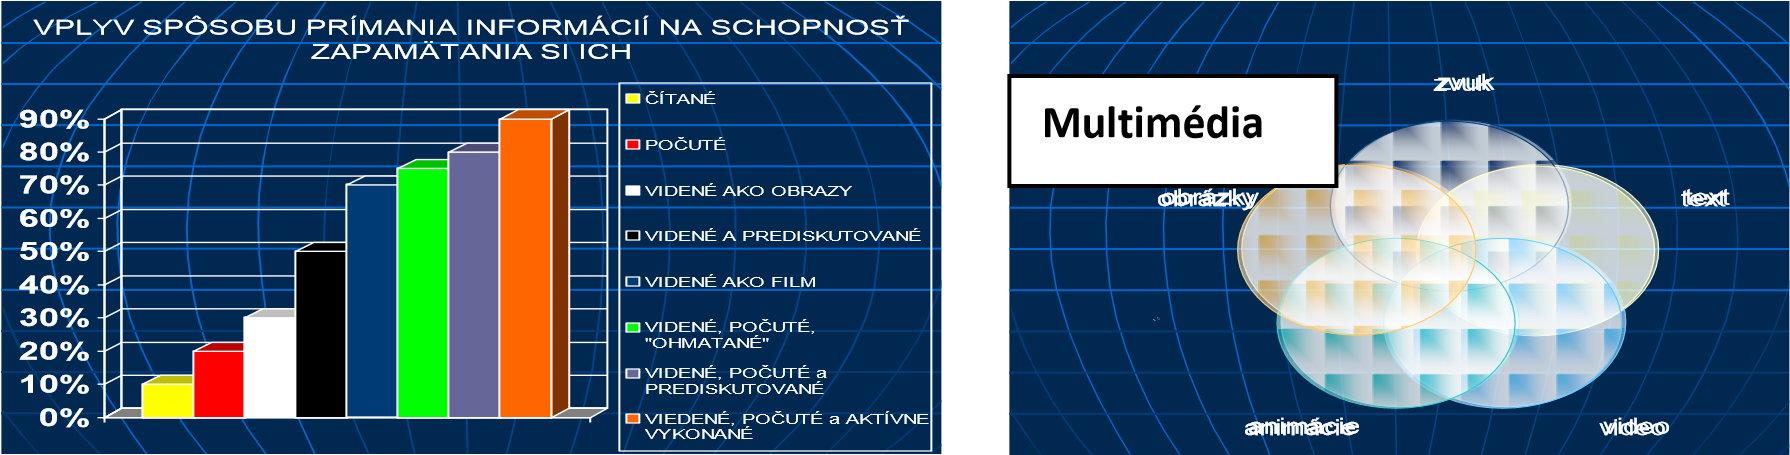 VPLYV SPÔSOBU PRÍMANIA INFORMÁCIÍ NA SCHOPNOSŤ
ZAPAMÄTANIA SI ICH
90%
80%
70%
60%
50%
40%
30%
20%
10%
0%
ČÍTANÉ
POČUTÉ
VIDENÉ AKO OBRAZY
VIDENÉ A PREDISKUTOVANÉ
VIDENÉ AKO FILM
VIDENÉ, POČUTÉ,
"OHMATANÉ"
VIDENÉ, POČUTÉ a
PREDISKUTOVANÉ
VIEDENÉ, POČUTÉ a AKTÍVNE
VYKONANÉ
Multimédia
zvuk
obrázky
text
animácie
video